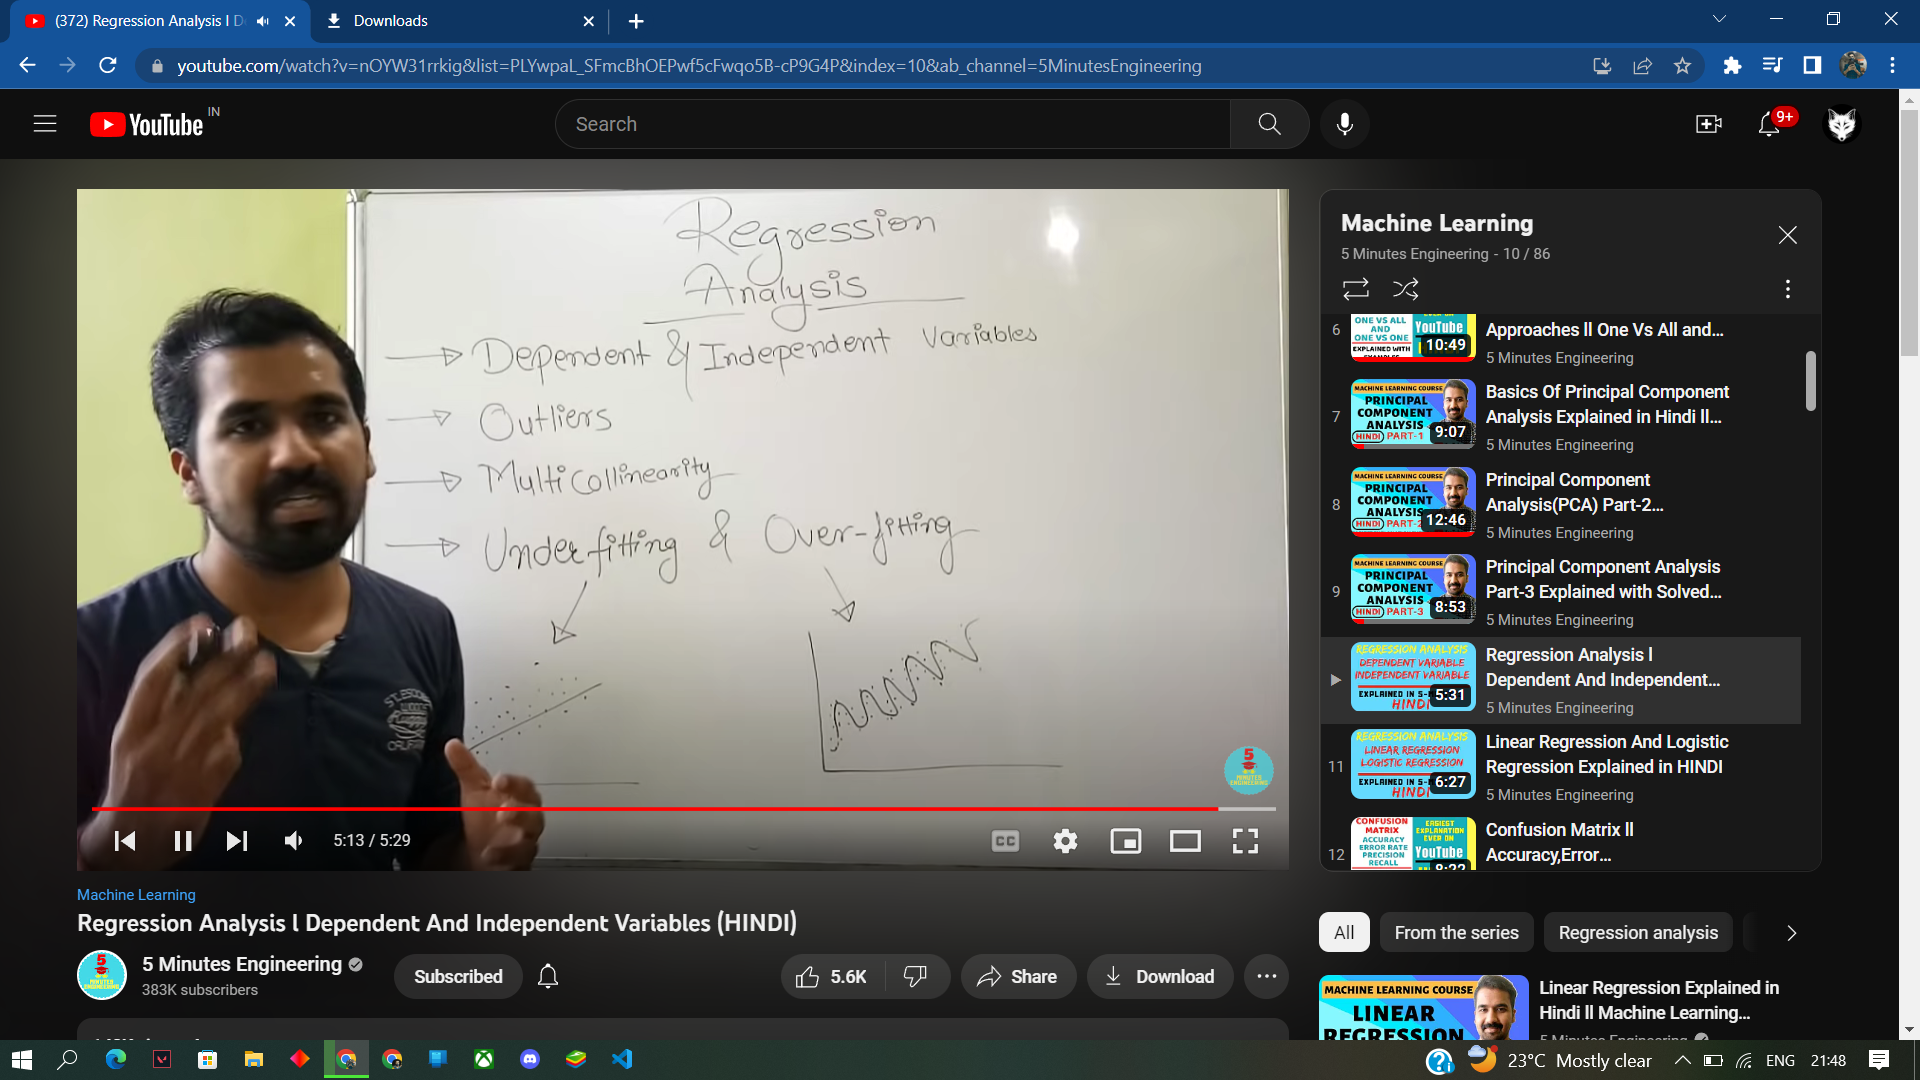 (372) Regression Analysis l D
Downloads
youtube.com/watch?v=nOYW31rrkig&list=PLYwpaL_SFmcBhOEPwf5cFwqo5B-cP9G4P&index=10&ab_channel=5MinutesEngineering
YouTube IN
Search
9+
Regression
Analysis
Dependent & Independent Variables
Outliers
Multicollinearity
Underfitting & Over-fitting
5
MINUTES
ENGINEERING
5:13 / 5:29
CC
Machine Learning
5 Minutes Engineering - 10 / 86
6
ONE VS ALL
AND
ONE VS ONE
EXPLAINED WITH
YouTube
10:49
Approaches ll One Vs All and...
5 Minutes Engineering
7
MACHINE LEARNING COURSE
PRINCIPAL
COMPONENT
ANALYSIS
HINDI PART-1
9:07
Basics Of Principal Component
Analysis Explained in Hindi ll...
5 Minutes Engineering
8
MACHINE LEARNING COURSE
PRINCIPAL
COMPONENT
ANALYSIS
HINDI PART-2
12:46
Principal Component
Analysis(PCA) Part-2...
5 Minutes Engineering
9
MACHINE LEARNING COURSE
PRINCIPAL
COMPONENT
ANALYSIS
HINDI PART-3
8:53
Principal Component Analysis
Part-3 Explained with Solved...
5 Minutes Engineering
REGRESSION ANALYSIS
DEPENDENT VARIABLE
INDEPENDENT VARIABLE
EXPLAINED IN 5-
HINDI
5:31
Regression Analysis l
Dependent And Independent...
5 Minutes Engineering
11
REGRESSION ANALYSIS
LINEAR REGRESSION
LOGISTIC REGRESSION
EXPLAINED IN 5-
HINDI
6:27
Linear Regression And Logistic
Regression Explained in HINDI
5 Minutes Engineering
12
CONFUSION
MATRIX
ACCURACY
ERROR RATE
PRECISION
RECALL
EASIEST
EXPLANATION
EVER ON
YouTube
8:22
Confusion Matrix ll
Accuracy,Error...
Machine Learning
Regression Analysis l Dependent And Independent Variables (HINDI)
5
MINUTES
ENGINEERING
5 Minutes Engineering
383K subscribers
Subscribed
5.6K
Share
Download
All
From the series
Regression analysis
MACHINE LEARNING COURSE
LINEAR
REGRESSION
Linear Regression Explained in
Hindi ll Machine Learning...
5 Minutes Engineering
23°C Mostly clear
ENG
21:48